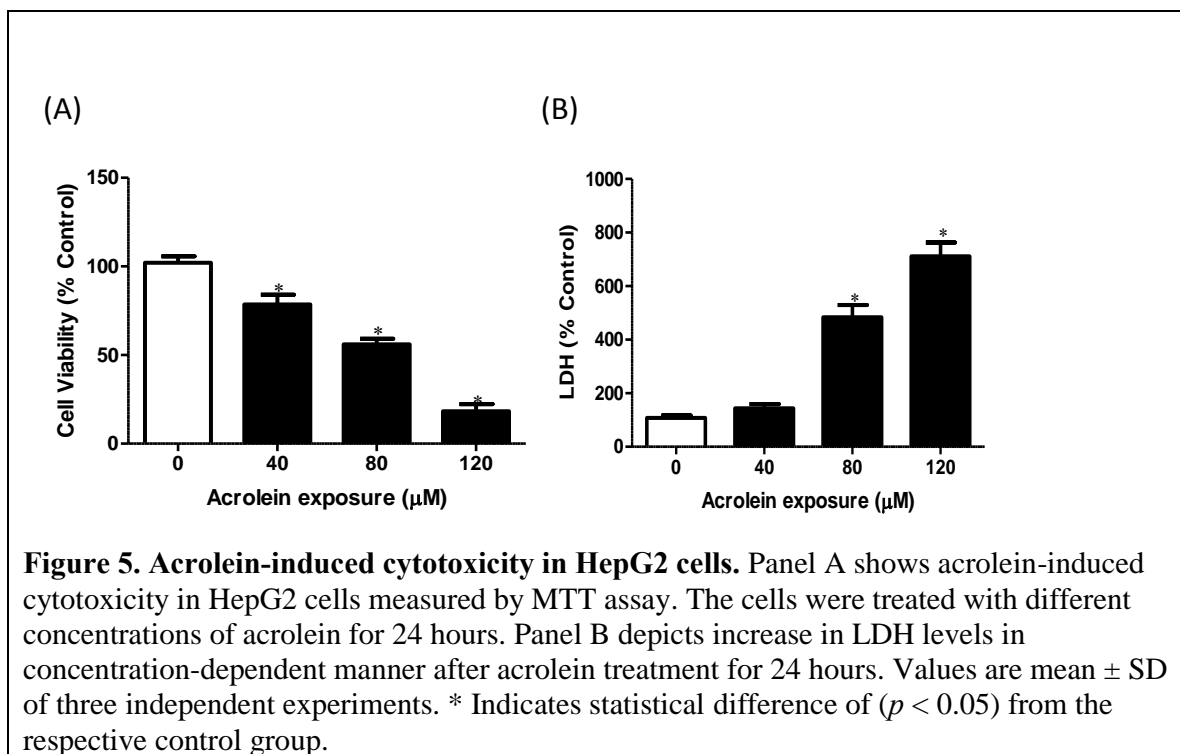 (A)
(B)
Cell Viability (% Control)
150
100
50
0
*
*
*
0 40 80 120
Acrolein exposure (μM)
LDH (% Control)
1000
800
600
400
200
0
*
*
0 40 80 120
Acrolein exposure (μM)
Figure 5. Acrolein-induced cytotoxicity in HepG2 cells. Panel A shows acrolein-induced
cytotoxicity in HepG2 cells measured by MTT assay. The cells were treated with different
concentrations of acrolein for 24 hours. Panel B depicts increase in LDH levels in
concentration-dependent manner after acrolein treatment for 24 hours. Values are mean ± SD
of three independent experiments. * Indicates statistical difference of (p < 0.05) from the
respective control group.